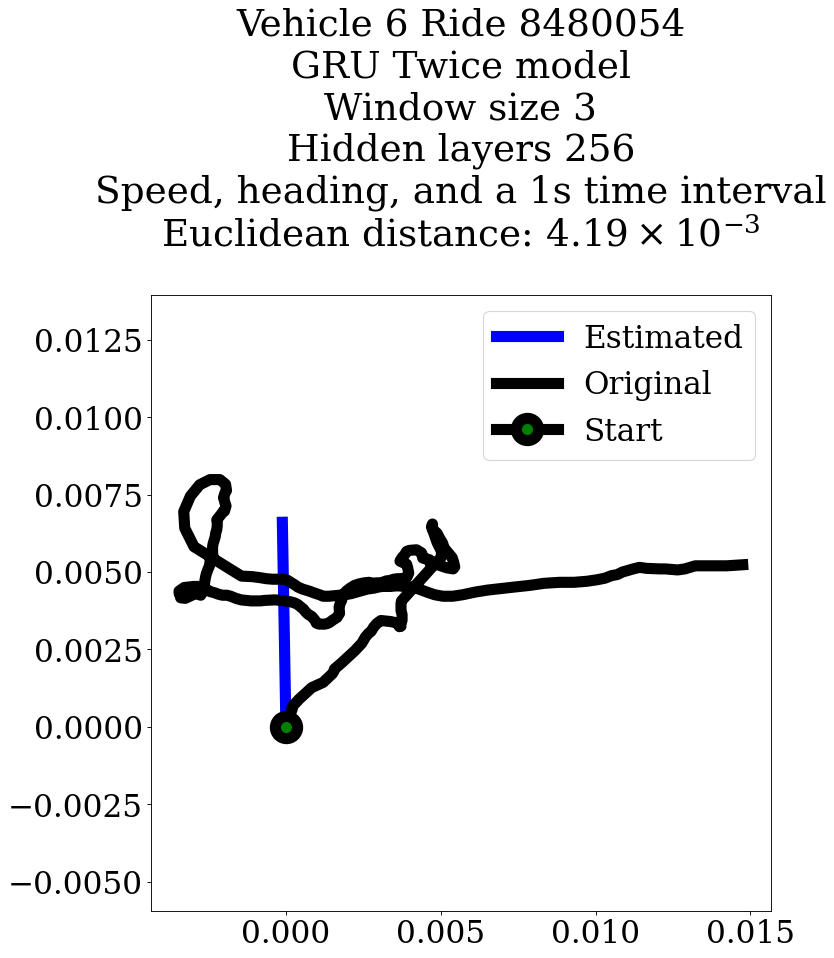 Vehicle 6 Ride 8480054
GRU Twice model
Window size 3
Hidden layers 256
Speed, heading, and a 1s time interval
Euclidean distance: 4.19 × 10⁻³
Estimated
Original
Start
0.0125
0.0100
0.0075
0.0050
0.0025
0.0000
−0.0025
−0.0050
0.000 0.005 0.010 0.015